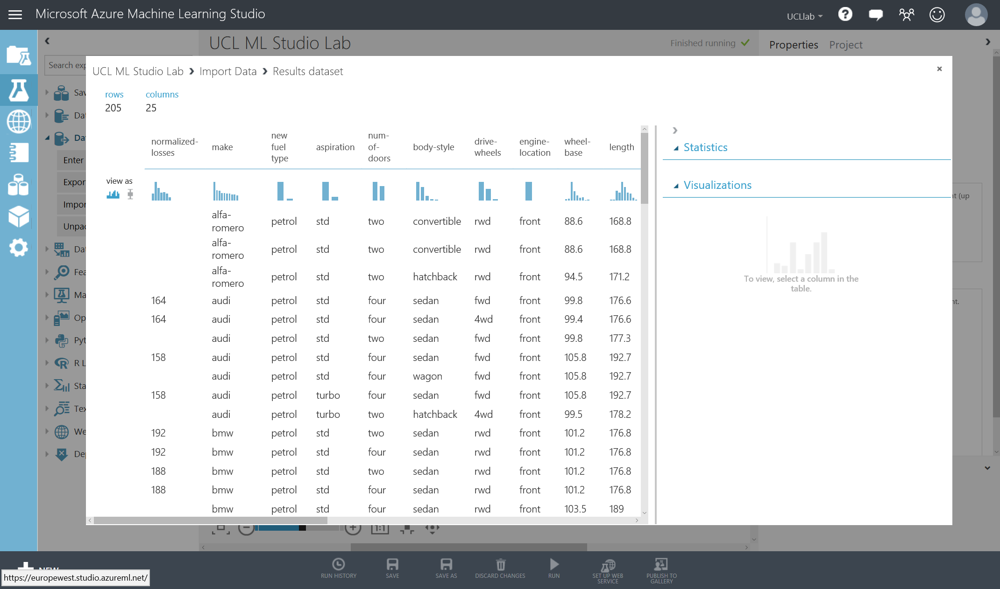 Microsoft Azure Machine Learning Studio
UCLlab
UCL ML Studio Lab
Finished running
Properties Project
Search exp
UCL ML Studio Lab Import Data Results dataset
rows columns
205 25
normalized-losses make new fuel type aspiration num-of-doors body-style drive-wheels engine-location wheel-base length
view as
alfa-romero petrol std two convertible rwd front 88.6 168.8
alfa-romero petrol std two convertible rwd front 88.6 168.8
alfa-romero petrol std two hatchback rwd front 94.5 171.2
164 audi petrol std four sedan fwd front 99.8 176.6
164 audi petrol std four sedan 4wd front 99.4 176.6
audi petrol std two sedan fwd front 99.8 177.3
158 audi petrol std four sedan fwd front 105.8 192.7
audi petrol std four wagon fwd front 105.8 192.7
158 audi petrol turbo four sedan fwd front 105.8 192.7
audi petrol turbo two hatchback 4wd front 99.5 178.2
192 bmw petrol std two sedan rwd front 101.2 176.8
192 bmw petrol std four sedan rwd front 101.2 176.8
188 bmw petrol std two sedan rwd front 101.2 176.8
188 bmw petrol std four sedan rwd front 101.2 176.8
bmw petrol std four sedan rwd front 103.5 189
Statistics
Visualizations
To view, select a column in the
table.
Sav
Dat
Dat
Enter
Expor
Impor
Unpac
Dat
Fea
Ma
Op
Pyt
R L
Sta
Tex
We
Dep
nt (up
nt.
1:1
NEW
https://europewest.studio.azureml.net/
RUN HISTORY
SAVE
SAVE AS
DISCARD CHANGES
RUN
SET UP WEB
SERVICE
PUBLISH TO
GALLERY